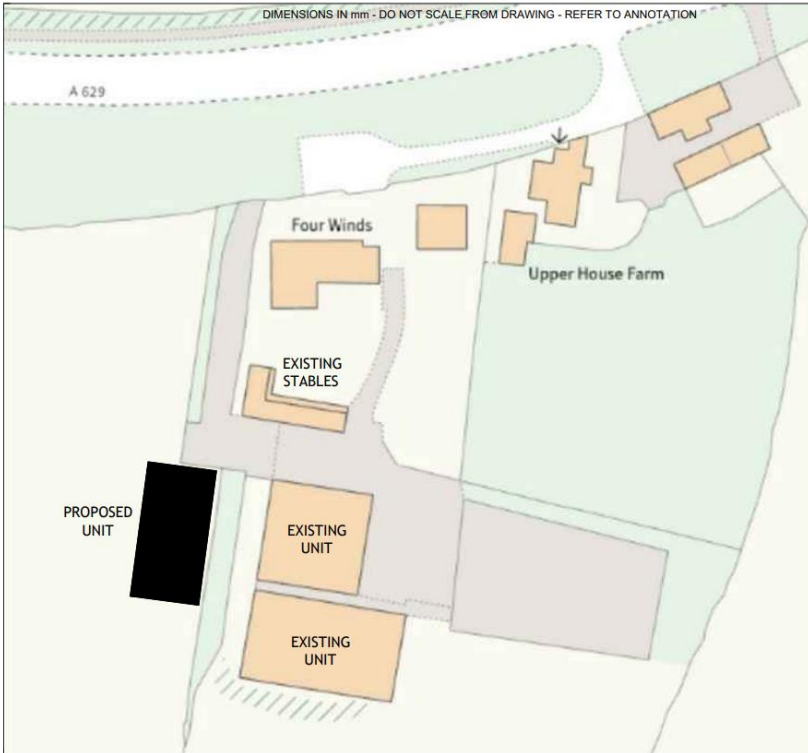 DIMENSIONS IN mm - DO NOT SCALE FROM DRAWING - REFER TO ANNOTATION
A 629
Four Winds
Upper House Farm
EXISTING
STABLES
PROPOSED
UNIT
EXISTING
UNIT
EXISTING
UNIT